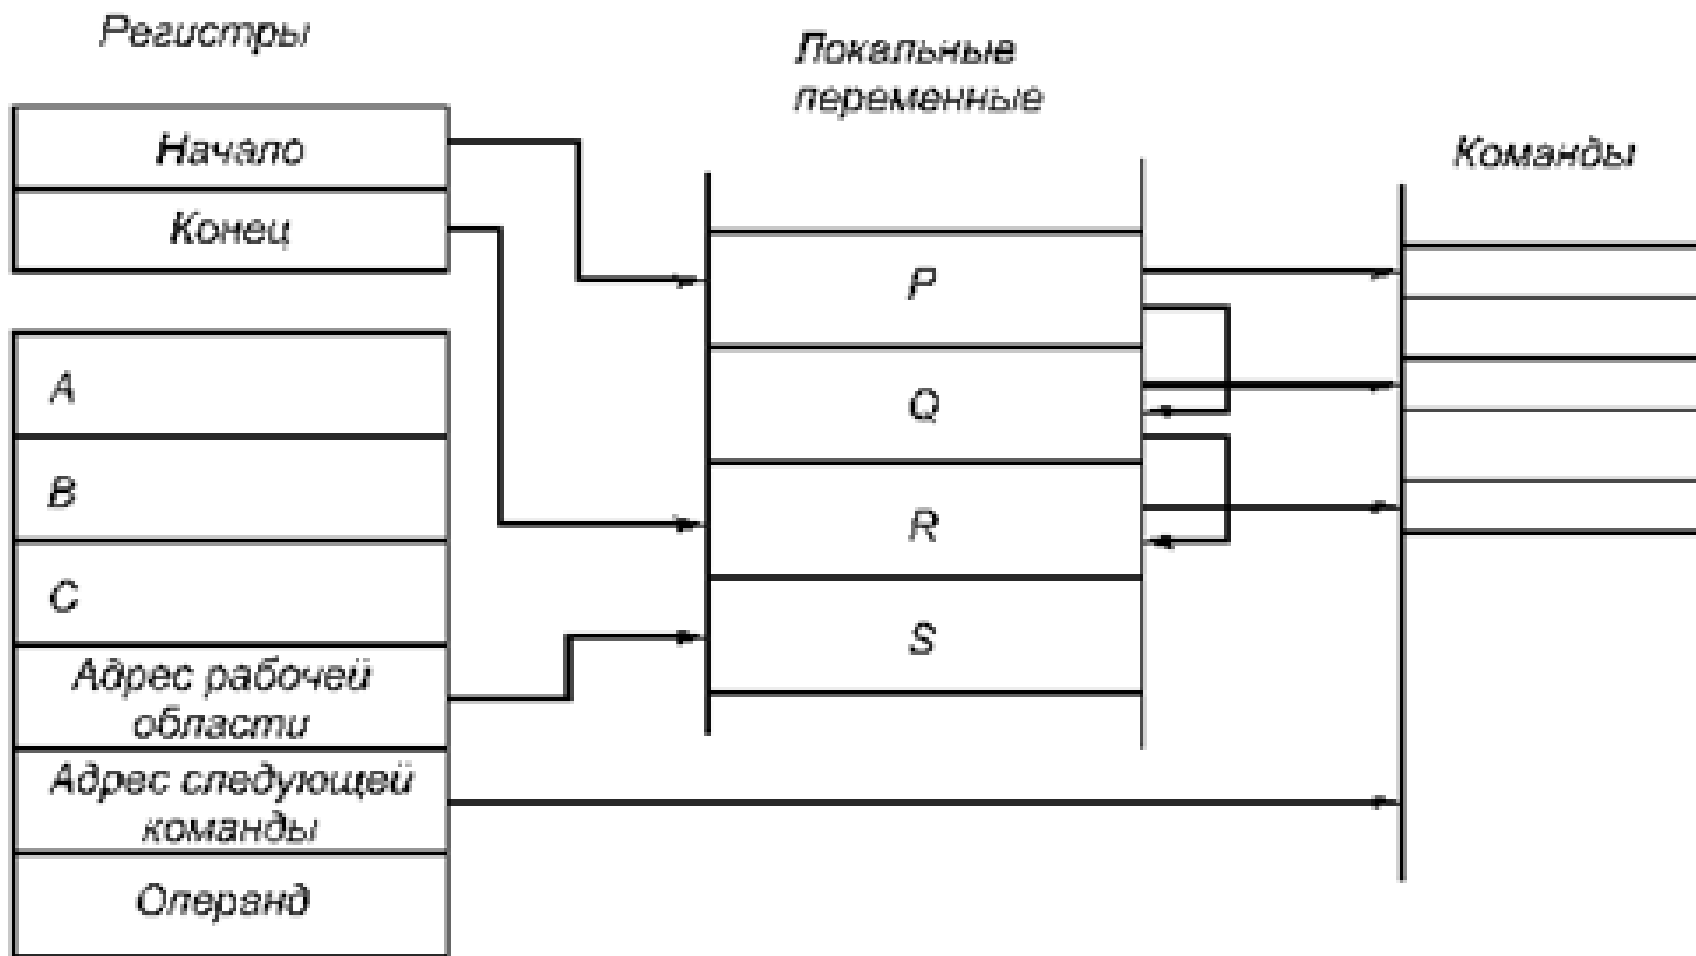 Регистры
Локальные
переменные
Команды
Начало
Конец
P
Q
R
S
A
B
C
Адрес рабочей
области
Адрес следующей
команды
Операнд